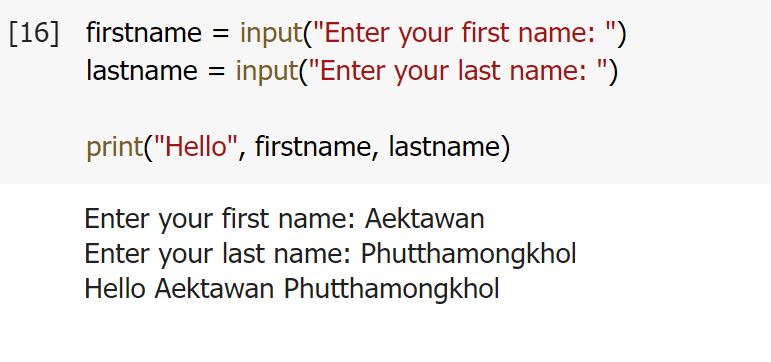 [16] firstname = input("Enter your first name: ")
lastname = input("Enter your last name: ")
print("Hello", firstname, lastname)
Enter your first name: Aektawan
Enter your last name: Phutthamongkhol
Hello Aektawan Phutthamongkhol